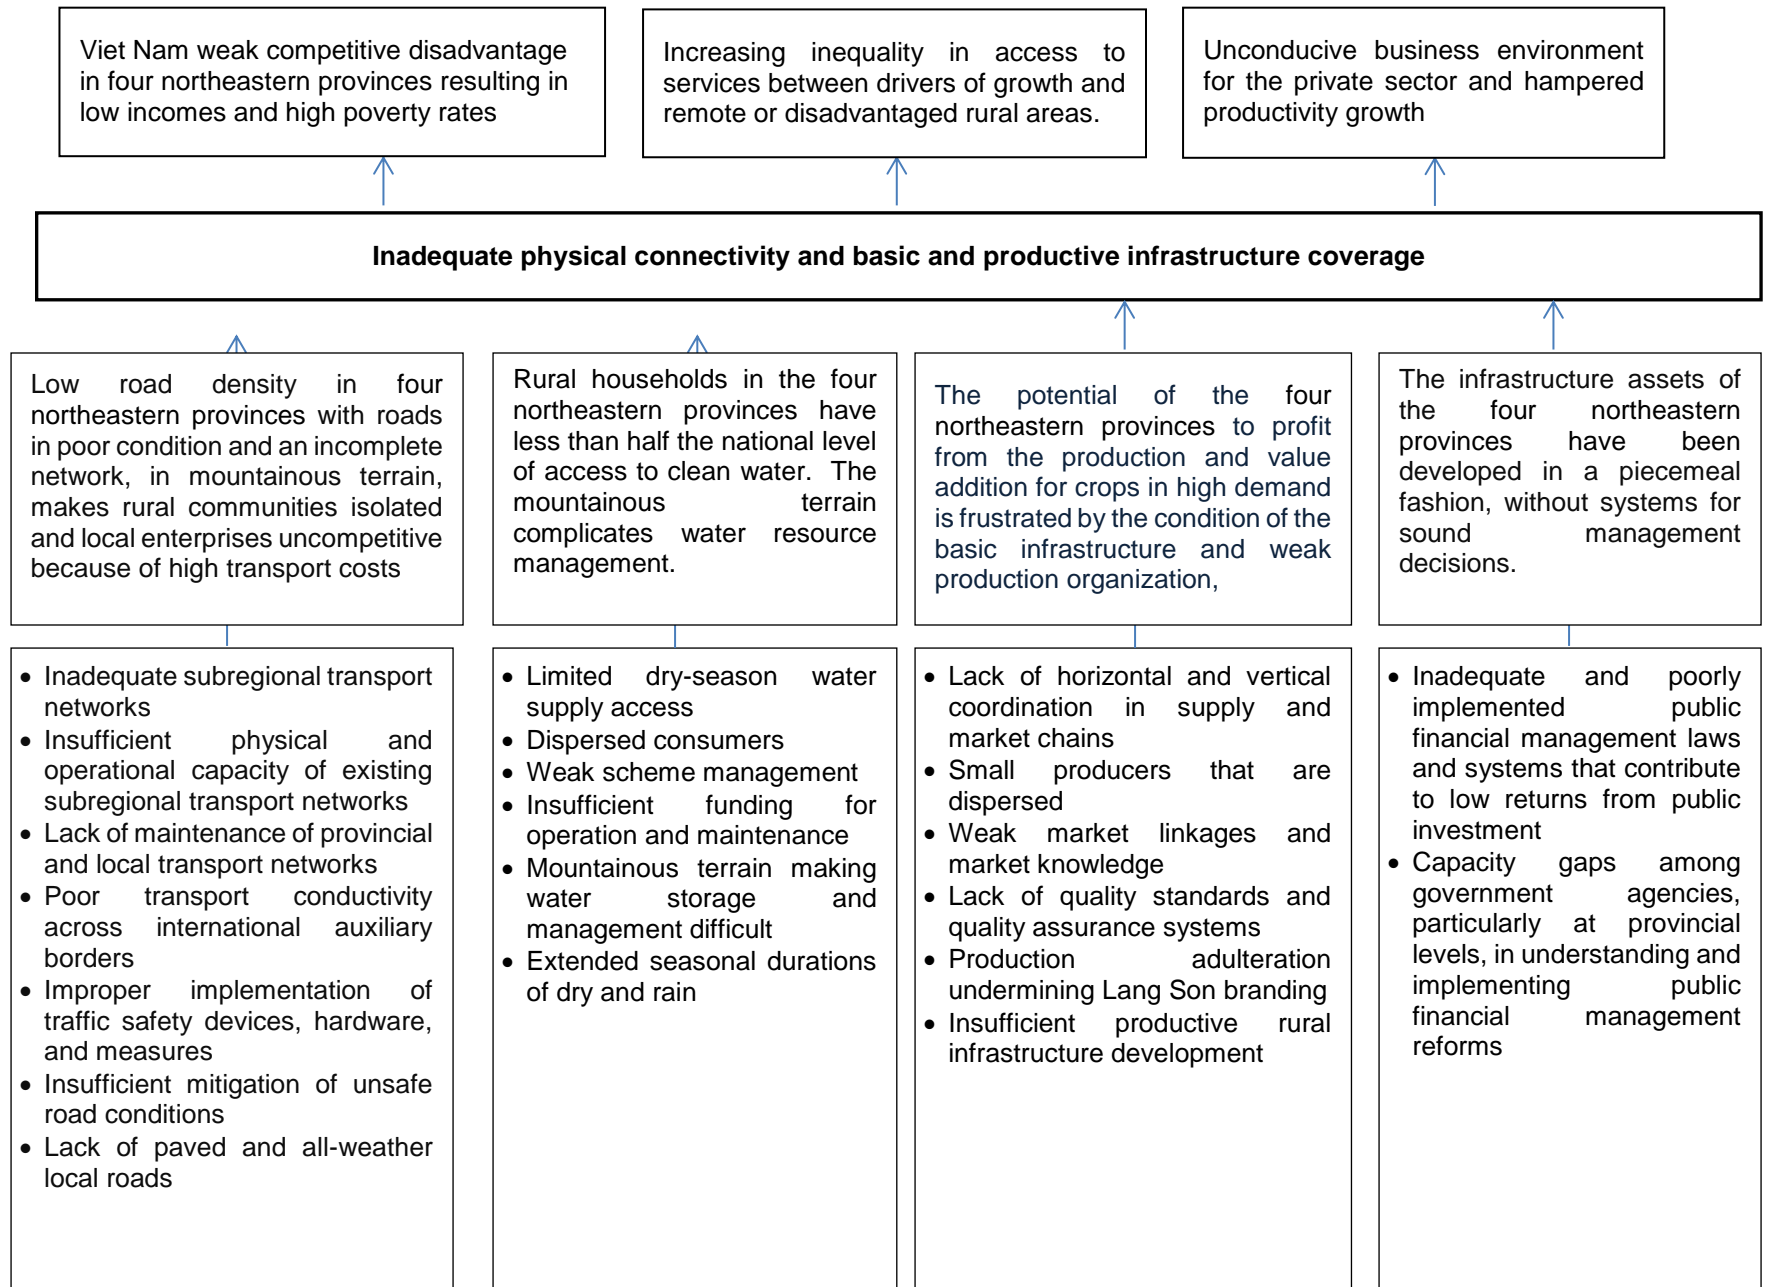 Viet Nam weak competitive disadvantage
in four northeastern provinces resulting in
low incomes and high poverty rates
Increasing inequality in access to
services between drivers of growth and
remote or disadvantaged rural areas.
Unconducive business environment
for the private sector and hampered
productivity growth
Inadequate physical connectivity and basic and productive infrastructure coverage
Low road density in four
northeastern provinces with roads
in poor condition and an incomplete
network, in mountainous terrain,
makes rural communities isolated
and local enterprises uncompetitive
because of high transport costs
Rural households in the four
northeastern provinces have
less than half the national level
of access to clean water. The
mountainous terrain
complicates water resource
management.
The potential of the four
northeastern provinces to profit
from the production and value
addition for crops in high demand
is frustrated by the condition of the
basic infrastructure and weak
production organization,
The infrastructure assets of
the four northeastern
provinces have been
developed in a piecemeal
fashion, without systems for
sound management
decisions.
• Inadequate subregional transport
networks
• Insufficient physical and
operational capacity of existing
subregional transport networks
• Lack of maintenance of provincial
and local transport networks
• Poor transport conductivity
across international auxiliary
borders
• Improper implementation of
traffic safety devices, hardware,
and measures
• Insufficient mitigation of unsafe
road conditions
• Lack of paved and all-weather
local roads
• Limited dry-season water
supply access
• Dispersed consumers
• Weak scheme management
• Insufficient funding for
operation and maintenance
• Mountainous terrain making
water storage and
management difficult
• Extended seasonal durations
of dry and rain
• Lack of horizontal and vertical
coordination in supply and
market chains
• Small producers that are
dispersed
• Weak market linkages and
market knowledge
• Lack of quality standards and
quality assurance systems
• Production adulteration
undermining Lang Son branding
• Insufficient productive rural
infrastructure development
• Inadequate and poorly
implemented public
financial management laws
and systems that contribute
to low returns from public
investment
• Capacity gaps among
government agencies,
particularly at provincial
levels, in understanding and
implementing public
financial management
reforms